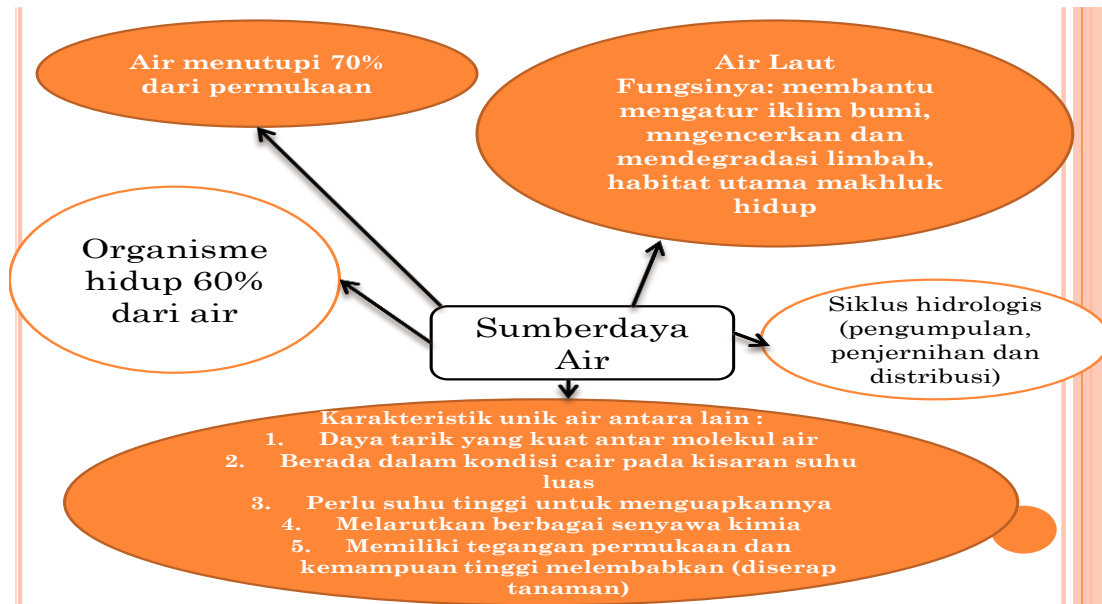 Air menutupi 70%
dari permukaan
Air Laut
Fungsinya: membantu
mengatur iklim bumi,
mngencerkan dan
mendegradasi limbah,
habitat utama makhluk
hidup
Organisme
hidup 60%
dari air
Sumberdaya
Air
Siklus hidrologis
(pengumpulan,
penjernihan dan
distribusi)
Karakteristik unik air antara lain :
1. Daya tarik yang kuat antar molekul air
2. Berada dalam kondisi cair pada kisaran suhu
luas
3. Perlu suhu tinggi untuk menguapkannya
4. Melarutkan berbagai senyawa kimia
5. Memiliki tegangan permukaan dan
kemampuan tinggi melembabkan (diserap
tanaman)